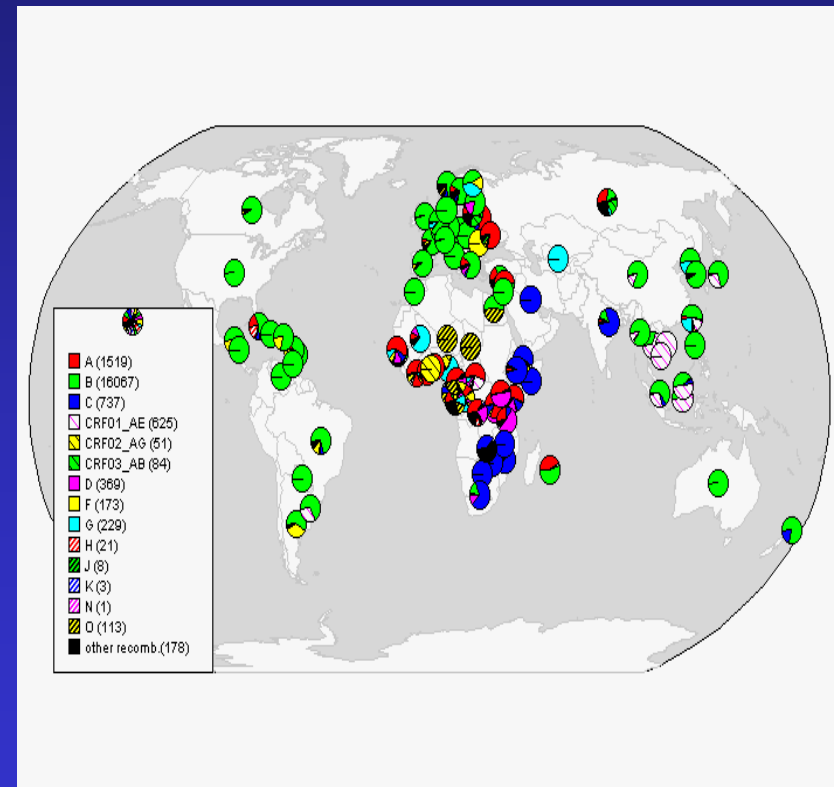 A (1519)
B (16067)
C (737)
CRF01_AE (625)
CRF02_AG (51)
CRF03_AB (84)
D (369)
F (173)
G (229)
H (21)
J (8)
K (3)
N (1)
O (113)
other recomb.(178)